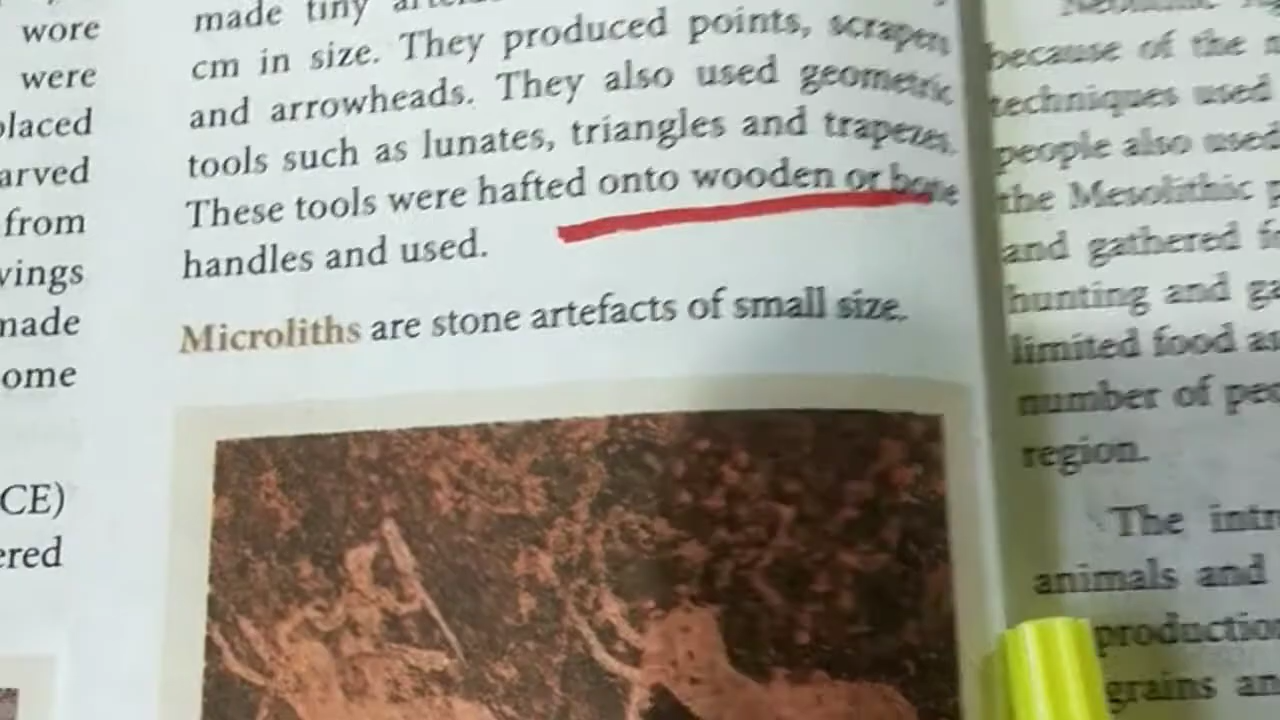 wore
were
placed
arved
from
vings
made
ome
CE)
ered
made tiny
cm in size. They produced points, scrapers
and arrowheads. They also used geometric
tools such as lunates, triangles and trapezes.
These tools were hafted onto wooden or bone
handles and used.
Microliths are stone artefacts of small size.
because of the
techniques used
people also used
the Mesolithic
and gathered
hunting and
limited food
number of
region.
The
animals and
grains